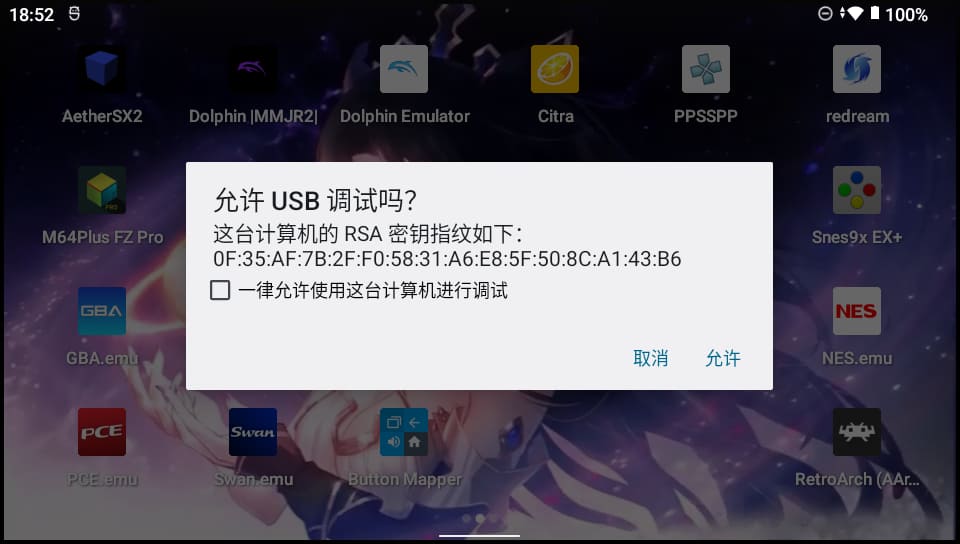 18:52
100%
AetherSX2
Dolphin |MMJR2|
Dolphin Emulator
Citra
PPSSPP
redream
PRO
M64Plus FZ Pro
Snes9x EX+
允许 USB 调试吗?
这台计算机的 RSA 密钥指纹如下:
0F:35:AF:7B:2F:F0:58:31:A6:E8:5F:50:8C:A1:43:B6
一律允许使用这台计算机进行调试
取消
允许
GBA
NES
GBA.emu
NES.emu
PCE
Swan
PCE.emu
Swan.emu
Button Mapper
RetroArch (AAr…